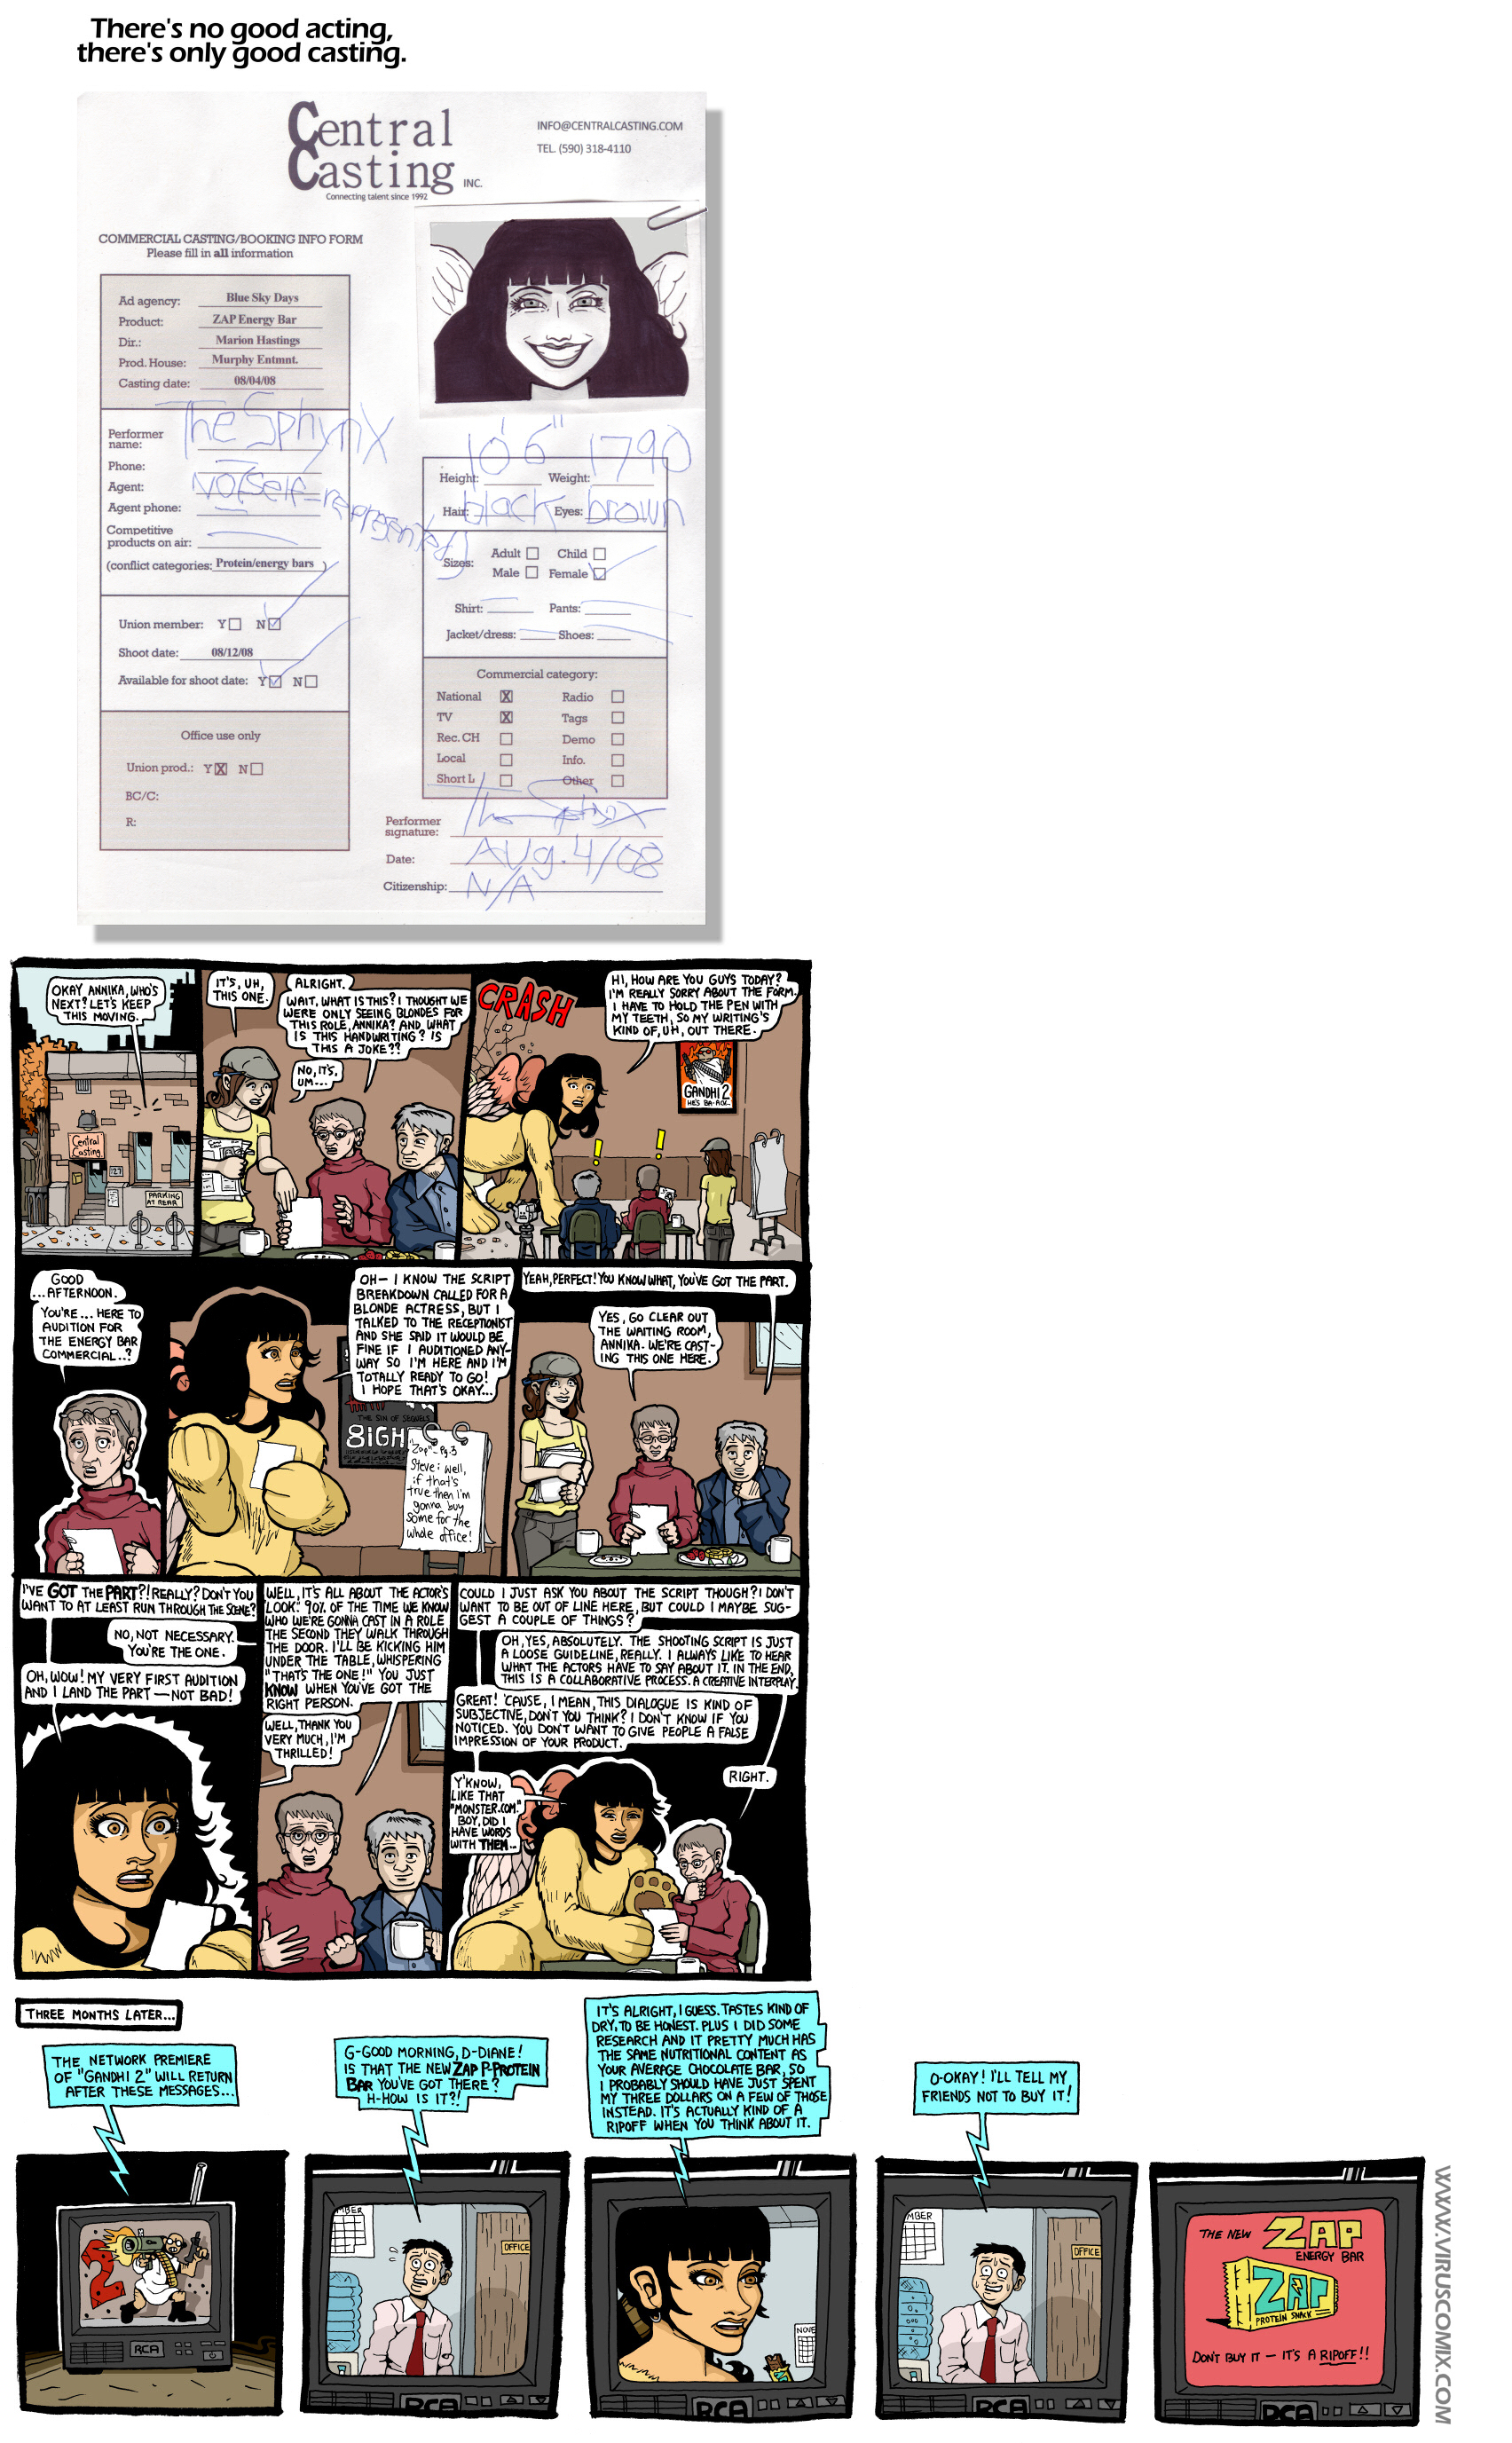 There's no good acting,
there's only good casting.
Central
Casting INC.
Connecting talent since 1992
INFO@CENTRALCASTING.COM
TEL. (590) 318-4110
COMMERCIAL CASTING/BOOKING INFO FORM
Please fill in all information
Ad agency: Blue Sky Days
Product: ZAP Energy Bar
Dir.: Marion Hastings
Prod. House: Murphy Entmnt.
Casting date: 08/04/08
Performer
name: The Sphynx
Phone:
Agent: No (self-represented)
Agent phone:
Competitive
products on air:
(conflict categories: Protein/energy bars )
Union member: Y N
Shoot date: 08/12/08
Available for shoot date: Y N
Office use only
Union prod.: Y X N
BC/C:
R:
Height: 10'6" Weight: 1790
Hair: black Eyes: brown
Sizes: Adult Child
Male Female
Shirt: Pants:
Jacket/dress: Shoes:
Commercial category:
National X Radio
TV X Tags
Rec. CH Demo
Local Info.
Short L Other
Performer
signature: The Sphynx
Date: Aug. 4/08
Citizenship: N/A
OKAY ANNIKA, WHO'S
NEXT? LET'S KEEP
THIS MOVING.
Central
Casting
127
PARKING
AT REAR
IT'S, UH,
THIS ONE.
ALRIGHT.
WAIT, WHAT IS THIS? I THOUGHT WE
WERE ONLY SEEING BLONDES FOR
THIS ROLE, ANNIKA? AND WHAT
IS THIS HANDWRITING? IS
THIS A JOKE??
NO, IT'S,
UM...
CRASH
HI, HOW ARE YOU GUYS TODAY?
I'M REALLY SORRY ABOUT THE FORM.
I HAVE TO HOLD THE PEN WITH
MY TEETH, SO MY WRITING'S
KIND OF, UH, OUT THERE.
GANDHI 2
HE'S BA-ACK.
! !
GOOD
...AFTERNOON.
YOU'RE... HERE TO
AUDITION FOR
THE ENERGY BAR
COMMERCIAL..?
OH— I KNOW THE SCRIPT
BREAKDOWN CALLED FOR A
BLONDE ACTRESS, BUT I
TALKED TO THE RECEPTIONIST
AND SHE SAID IT WOULD BE
FINE IF I AUDITIONED ANY-
WAY SO I'M HERE AND I'M
TOTALLY READY TO GO!
I HOPE THAT'S OKAY...
THE SIN OF SEQUELS
8IGH
"Zap" - Pg. 3
Steve: Well,
if that's
true then I'm
gonna buy
some for the
whole office!
YEAH, PERFECT! YOU KNOW WHAT, YOU'VE GOT THE PART.
YES, GO CLEAR OUT
THE WAITING ROOM,
ANNIKA. WE'RE CAST-
ING THIS ONE HERE.
I'VE GOT THE PART?! REALLY? DON'T YOU
WANT TO AT LEAST RUN THROUGH THE SCENE?
NO, NOT NECESSARY.
YOU'RE THE ONE.
OH, WOW! MY VERY FIRST AUDITION
AND I LAND THE PART — NOT BAD!
WELL, IT'S ALL ABOUT THE ACTOR'S
"LOOK." 90% OF THE TIME WE KNOW
WHO WE'RE GONNA CAST IN A ROLE
THE SECOND THEY WALK THROUGH
THE DOOR. I'LL BE KICKING HIM
UNDER THE TABLE, WHISPERING
"THAT'S THE ONE!" YOU JUST
KNOW WHEN YOU'VE GOT THE
RIGHT PERSON.
WELL, THANK YOU
VERY MUCH, I'M
THRILLED!
COULD I JUST ASK YOU ABOUT THE SCRIPT THOUGH? I DON'T
WANT TO BE OUT OF LINE HERE, BUT COULD I MAYBE SUG-
GEST A COUPLE OF THINGS?
OH, YES, ABSOLUTELY. THE SHOOTING SCRIPT IS JUST
A LOOSE GUIDELINE, REALLY. I ALWAYS LIKE TO HEAR
WHAT THE ACTORS HAVE TO SAY ABOUT IT. IN THE END,
THIS IS A COLLABORATIVE PROCESS. A CREATIVE INTERPLAY.
GREAT! 'CAUSE, I MEAN, THIS DIALOGUE IS KIND OF
SUBJECTIVE, DON'T YOU THINK? I DON'T KNOW IF YOU
NOTICED. YOU DON'T WANT TO GIVE PEOPLE A FALSE
IMPRESSION OF YOUR PRODUCT.
RIGHT.
Y'KNOW,
LIKE THAT
"MONSTER.COM."
BOY, DID I
HAVE WORDS
WITH THEM...
THREE MONTHS LATER...
THE NETWORK PREMIERE
OF "GANDHI 2" WILL RETURN
AFTER THESE MESSAGES...
2
RCA
G-GOOD MORNING, D-DIANE!
IS THAT THE NEW ZAP P-PROTEIN
BAR YOU'VE GOT THERE?
H-HOW IS IT?!
MBER
OFFICE
RCA
IT'S ALRIGHT, I GUESS. TASTES KIND OF
DRY, TO BE HONEST. PLUS I DID SOME
RESEARCH AND IT PRETTY MUCH HAS
THE SAME NUTRITIONAL CONTENT AS
YOUR AVERAGE CHOCOLATE BAR, SO
I PROBABLY SHOULD HAVE JUST SPENT
MY THREE DOLLARS ON A FEW OF THOSE
INSTEAD. IT'S ACTUALLY KIND OF A
RIPOFF WHEN YOU THINK ABOUT IT.
NOVE
RCA
O-OKAY! I'LL TELL MY
FRIENDS NOT TO BUY IT!
MBER
OFFICE
RCA
THE NEW ZAP
ENERGY BAR
ZAP
PROTEIN SNACK
DON'T BUY IT — IT'S A RIPOFF!!
RCA
WWW.VIRUSCOMIX.COM